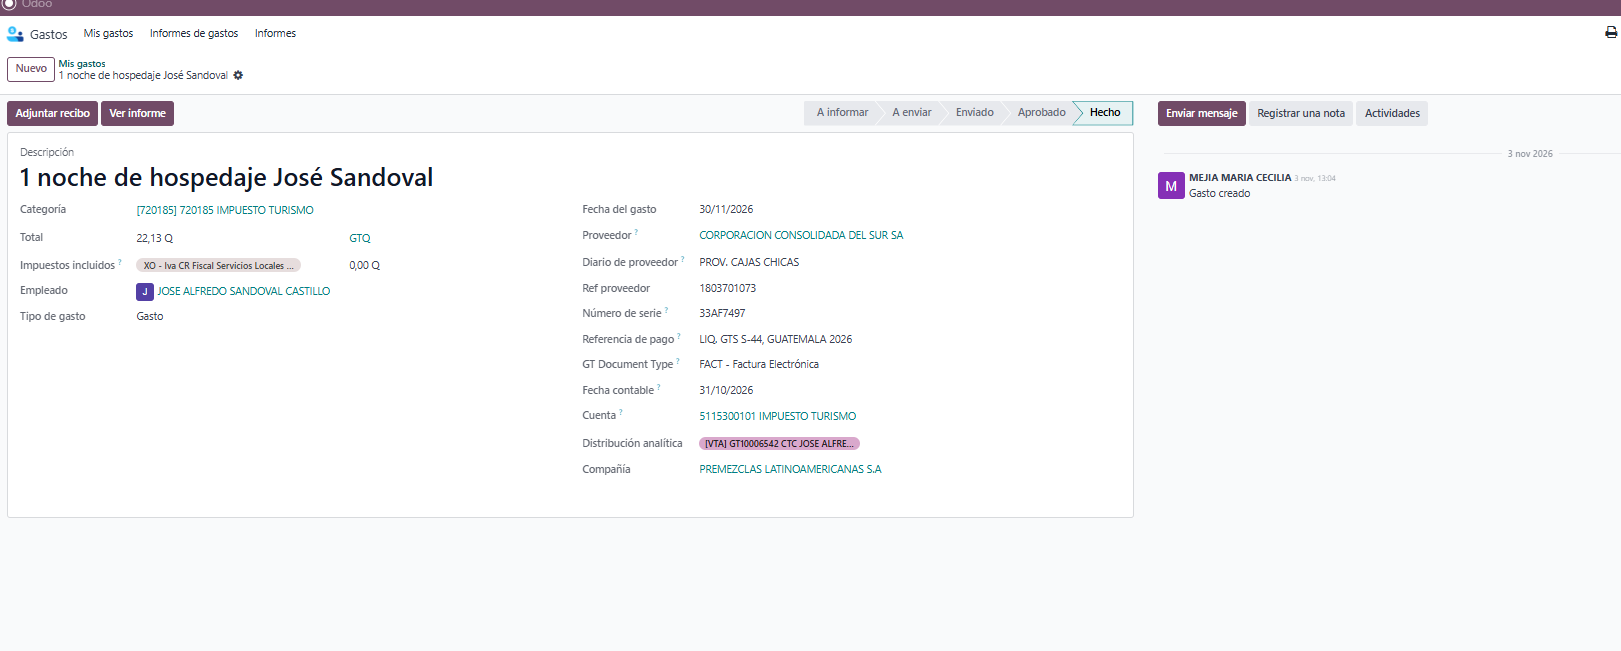 Odoo
Gastos Mis gastos Informes de gastos Informes
Nuevo
Mis gastos
1 noche de hospedaje José Sandoval
Adjuntar recibo Ver informe
A informar A enviar Enviado Aprobado Hecho
Enviar mensaje Registrar una nota Actividades
Descripción
1 noche de hospedaje José Sandoval
Categoría [720185] 720185 IMPUESTO TURISMO
Total 22,13 Q GTQ
Impuestos incluidos ? XO - Iva CR Fiscal Servicios Locales ... 0,00 Q
Empleado J JOSE ALFREDO SANDOVAL CASTILLO
Tipo de gasto Gasto
Fecha del gasto 30/11/2026
Proveedor ? CORPORACION CONSOLIDADA DEL SUR SA
Diario de proveedor ? PROV. CAJAS CHICAS
Ref proveedor 1803701073
Número de serie ? 33AF7497
Referencia de pago ? LIQ. GTS S-44, GUATEMALA 2026
GT Document Type ? FACT - Factura Electrónica
Fecha contable ? 31/10/2026
Cuenta ? 5115300101 IMPUESTO TURISMO
Distribución analítica [VTA] GT10006542 CTC JOSE ALFRE...
Compañía PREMEZCLAS LATINOAMERICANAS S.A
3 nov 2026
M MEJIA MARIA CECILIA 3 nov, 13:04
Gasto creado